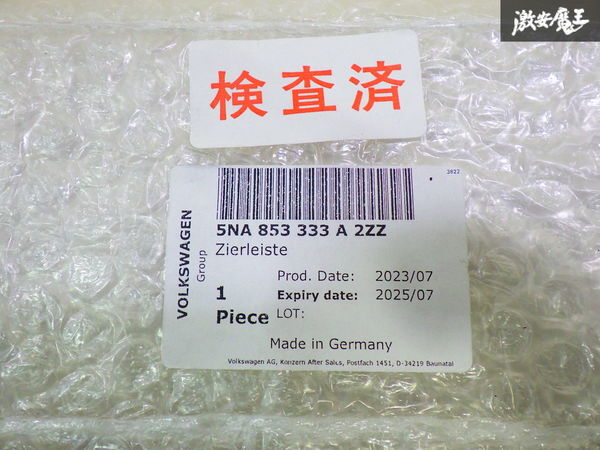 激安魔王
検査済
3622
5NA 853 333 A 2ZZ
Zierleiste
VOLKSWAGEN
Group
Prod. Date: 2023/07
1 Expiry date: 2025/07
Piece LOT:
Made in Germany
Volkswagen AG, Konzern After Sales, Postfach 1451, D-34219 Baunatal